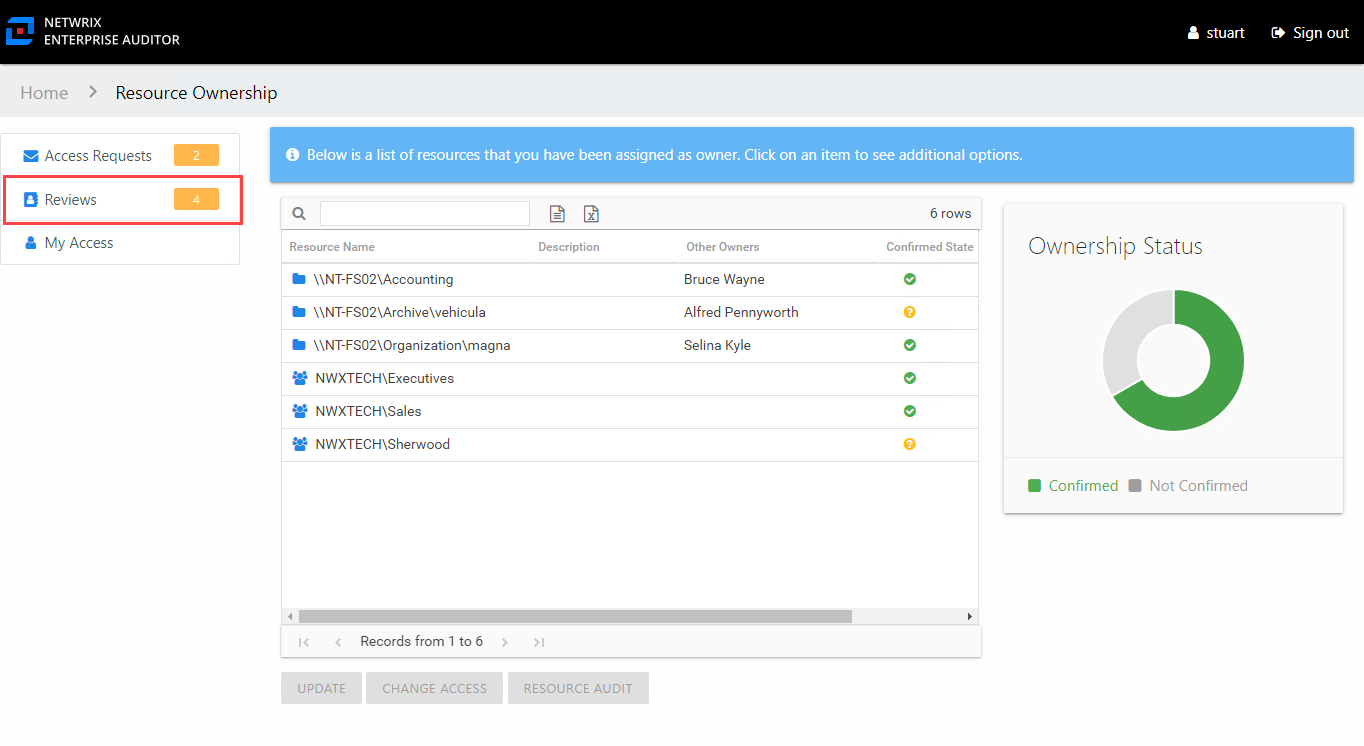 NETWRIX
ENTERPRISE AUDITOR
stuart
Sign out
Home > Resource Ownership
Access Requests 2
Reviews 4
My Access
Below is a list of resources that you have been assigned as owner. Click on an item to see additional options.
6 rows
Resource Name Description Other Owners Confirmed State
\\NT-FS02\Accounting Bruce Wayne
\\NT-FS02\Archive\vehicula Alfred Pennyworth
\\NT-FS02\Organization\magna Selina Kyle
NWXTECH\Executives
NWXTECH\Sales
NWXTECH\Sherwood
Records from 1 to 6
UPDATE CHANGE ACCESS RESOURCE AUDIT
Ownership Status
Confirmed Not Confirmed